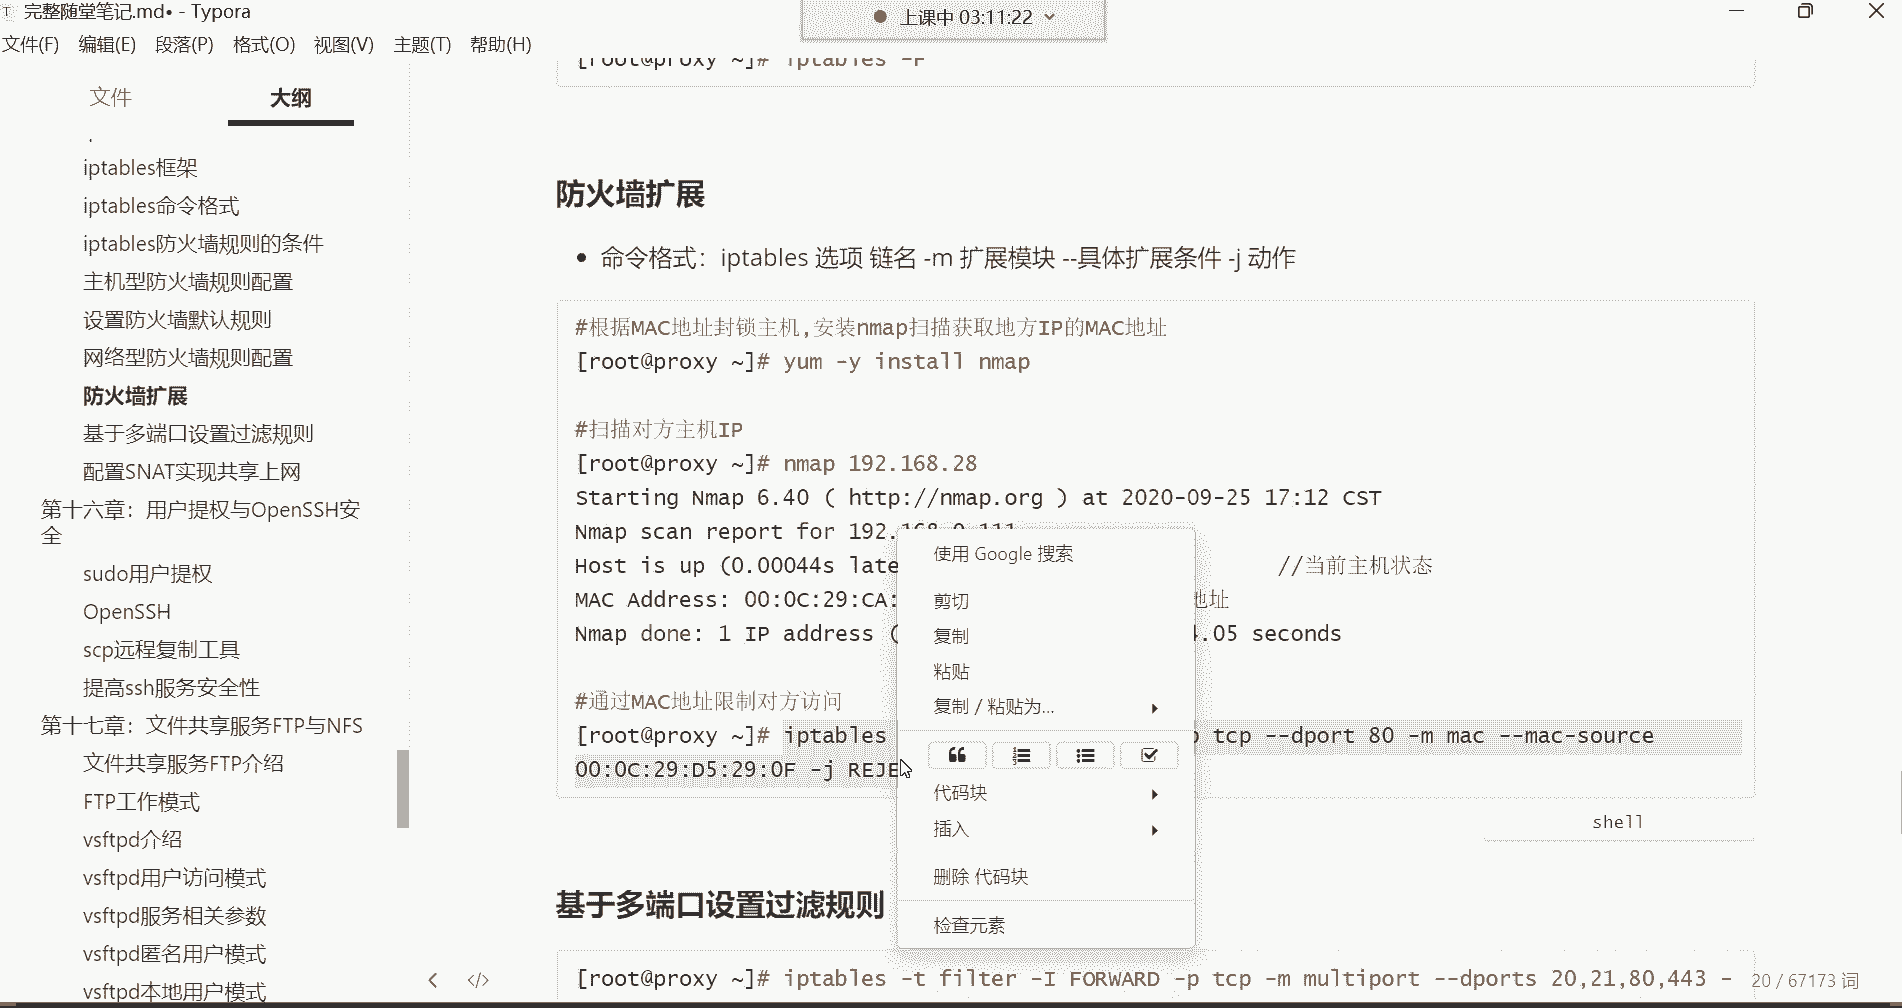 完整随堂笔记.md• - Typora
上课中 03:11:22
文件(F) 编辑(E) 段落(P) 格式(O) 视图(V) 主题(T) 帮助(H)
文件 大纲
iptables框架
iptables命令格式
iptables防火墙规则的条件
主机型防火墙规则配置
设置防火墙默认规则
网络型防火墙规则配置
防火墙扩展
基于多端口设置过滤规则
配置SNAT实现共享上网
第十六章：用户提权与OpenSSH安
全
sudo用户提权
OpenSSH
scp远程复制工具
提高ssh服务安全性
第十七章：文件共享服务FTP与NFS
文件共享服务FTP介绍
FTP工作模式
vsftpd介绍
vsftpd用户访问模式
vsftpd服务相关参数
vsftpd匿名用户模式
vsftpd本地用户模式
[root@proxy ~]# iptables -F
防火墙扩展
• 命令格式：iptables 选项 链名 -m 扩展模块 --具体扩展条件 -j 动作
#根据MAC地址封锁主机,安装nmap扫描获取地方IP的MAC地址
[root@proxy ~]# yum -y install nmap
#扫描对方主机IP
[root@proxy ~]# nmap 192.168.28
Starting Nmap 6.40 ( http://nmap.org ) at 2020-09-25 17:12 CST
Nmap scan report for 192.168.0.111
Host is up (0.00044s late //当前主机状态
MAC Address: 00:0C:29:CA: 地址
Nmap done: 1 IP address ( 4.05 seconds
#通过MAC地址限制对方访问
[root@proxy ~]# iptables p tcp --dport 80 -m mac --mac-source
00:0C:29:D5:29:0F -j REJE
shell
使用 Google 搜索
剪切
复制
粘贴
复制 / 粘贴为...
代码块
插入
删除 代码块
检查元素
基于多端口设置过滤规则
[root@proxy ~]# iptables -t filter -I FORWARD -p tcp -m multiport --dports 20,21,80,443 -
20 / 67173 词